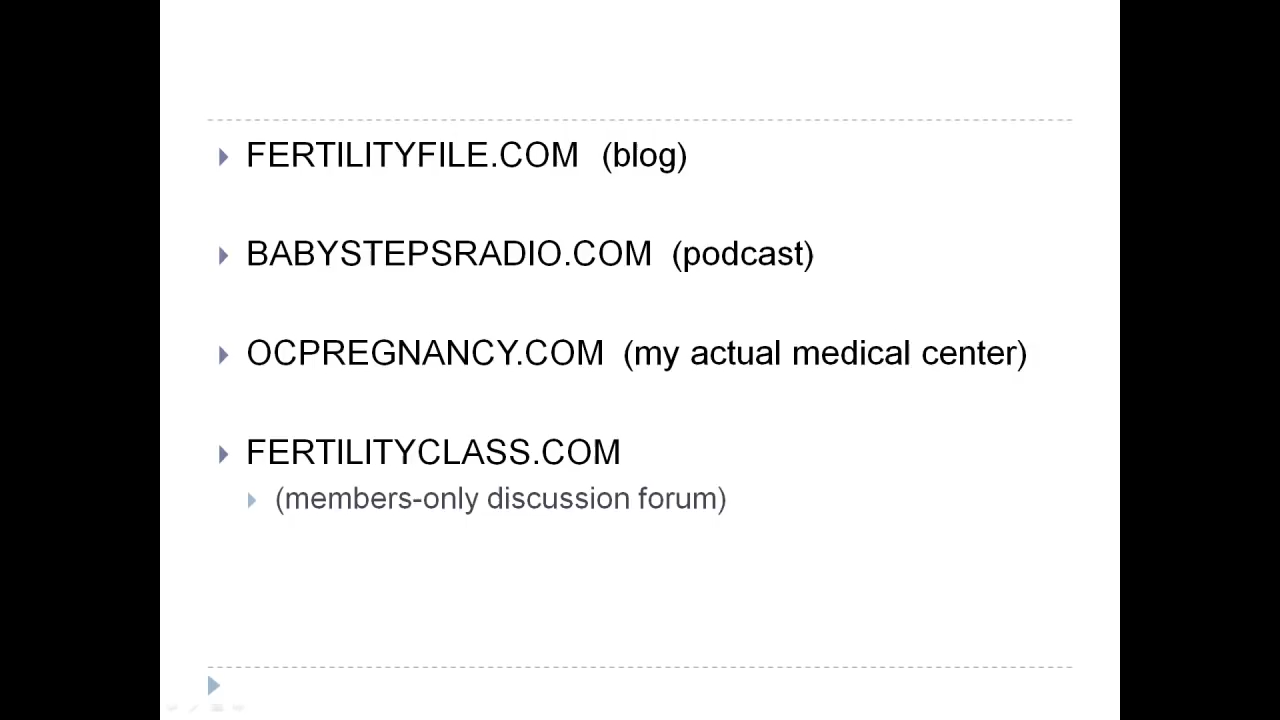 FERTILITYFILE.COM (blog)
BABYSTEPSRADIO.COM (podcast)
OCPREGNANCY.COM (my actual medical center)
FERTILITYCLASS.COM
(members-only discussion forum)